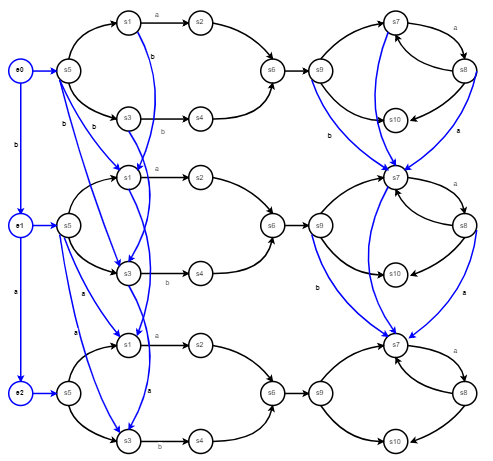 s1 a s2 s7 a
b
e0 s5 s6 s9 s8
b b s3 b s4 s10 b a
b s1 a s2 s7 a
e1 s5 s6 s9 s8
s3 b s4 s10
a a b a
a s1 a s2 s7 a
e2 s5 a s6 s9 s8
s3 b s4 s10